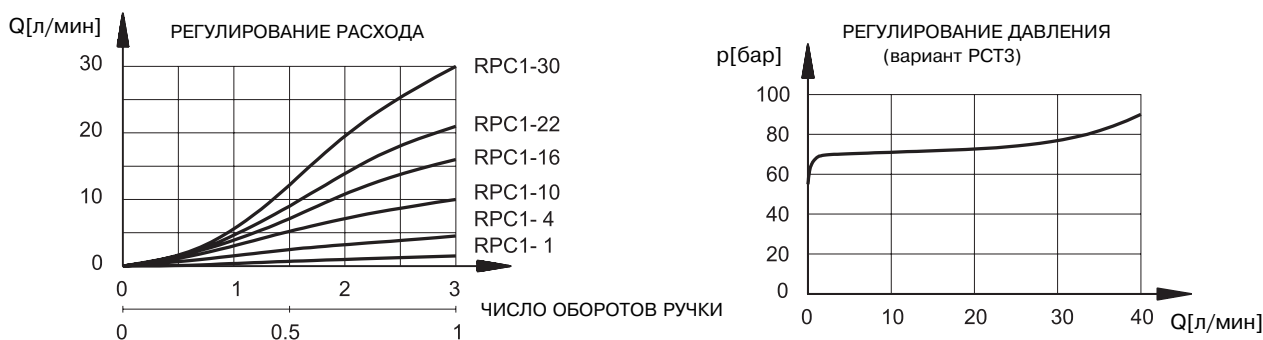 Q[л/мин]
РЕГУЛИРОВАНИЕ РАСХОДА
30
20
10
0
RPC1-30
RPC1-22
RPC1-16
RPC1-10
RPC1- 4
RPC1- 1
0 1 2 3
ЧИСЛО ОБОРОТОВ РУЧКИ
0 0.5 1
РЕГУЛИРОВАНИЕ ДАВЛЕНИЯ
(вариант PCT3)
p[бар]
100
80
60
40
20
0
0 10 20 30 40 Q[л/мин]